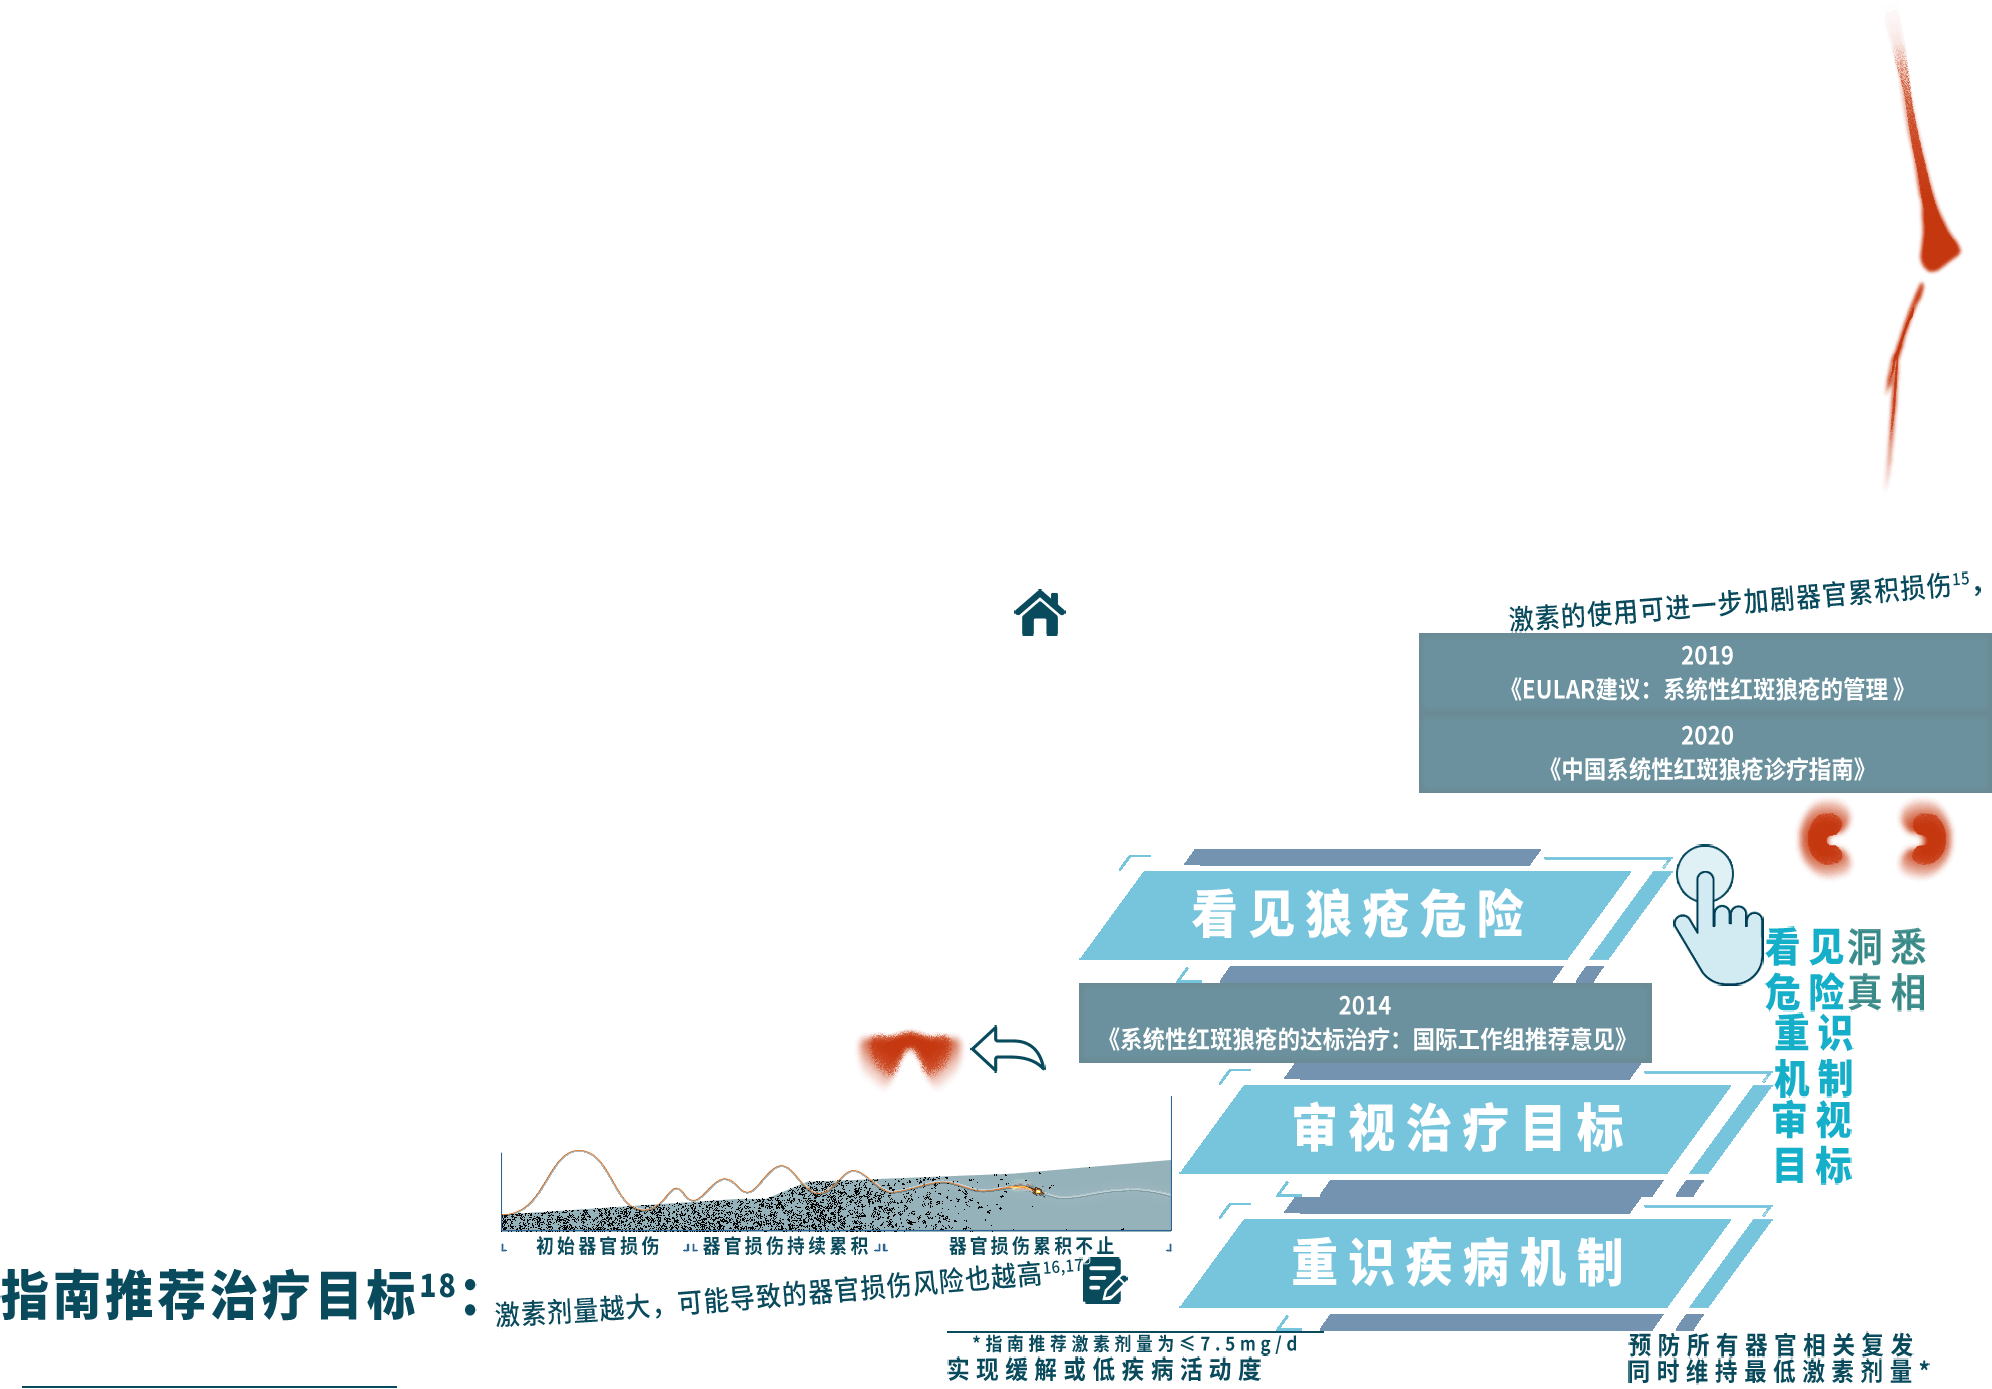 激素的使用可进一步加剧器官累积损伤15，
2019
《EULAR建议：系统性红斑狼疮的管理 》
2020
《中国系统性红斑狼疮诊疗指南》
看见狼疮危险
看见洞悉
危险真相
2014
《系统性红斑狼疮的达标治疗：国际工作组推荐意见》
重识
机制
审视治疗目标
审视
目标
初始器官损伤
器官损伤持续累积
器官损伤累积不止
重识疾病机制
指南推荐治疗目标18：
激素剂量越大，可能导致的器官损伤风险也越高16,17
*指南推荐激素剂量为≤7.5mg/d
实现缓解或低疾病活动度
预防所有器官相关复发
同时维持最低激素剂量*